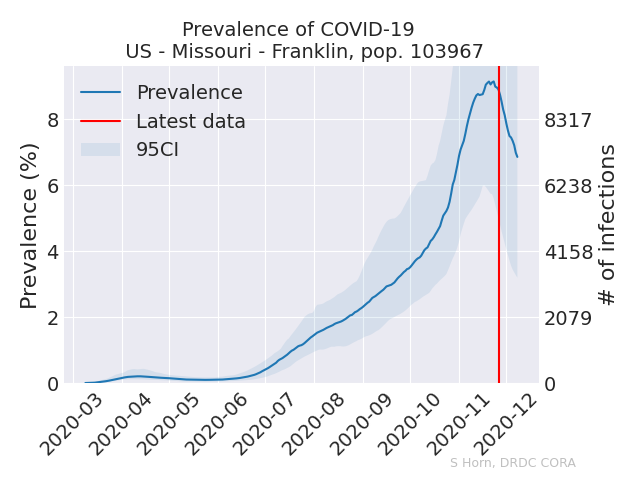 Prevalence of COVID-19
US - Missouri - Franklin, pop. 103967
Prevalence
Latest data
95CI
Prevalence (%)
8
6
4
2
0
8317
6238
4158
2079
0
# of infections
2020-03
2020-04
2020-05
2020-06
2020-07
2020-08
2020-09
2020-10
2020-11
2020-12
S Horn, DRDC CORA